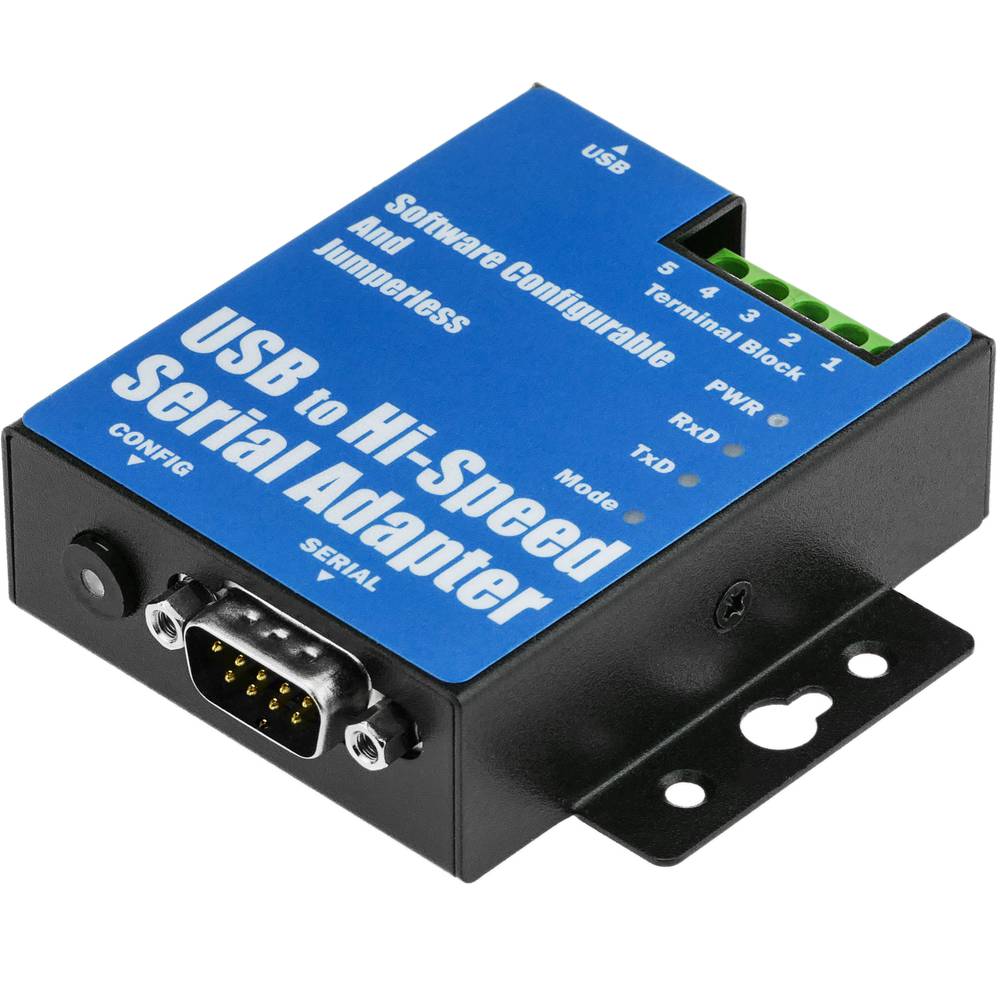 ▲
USB
Software Configurable
And
Jumperless
5 4 3 2 1
Terminal Block
PWR
RxD
TxD
Mode
USB to Hi-Speed
Serial Adapter
CONFIG
▼
SERIAL
▼